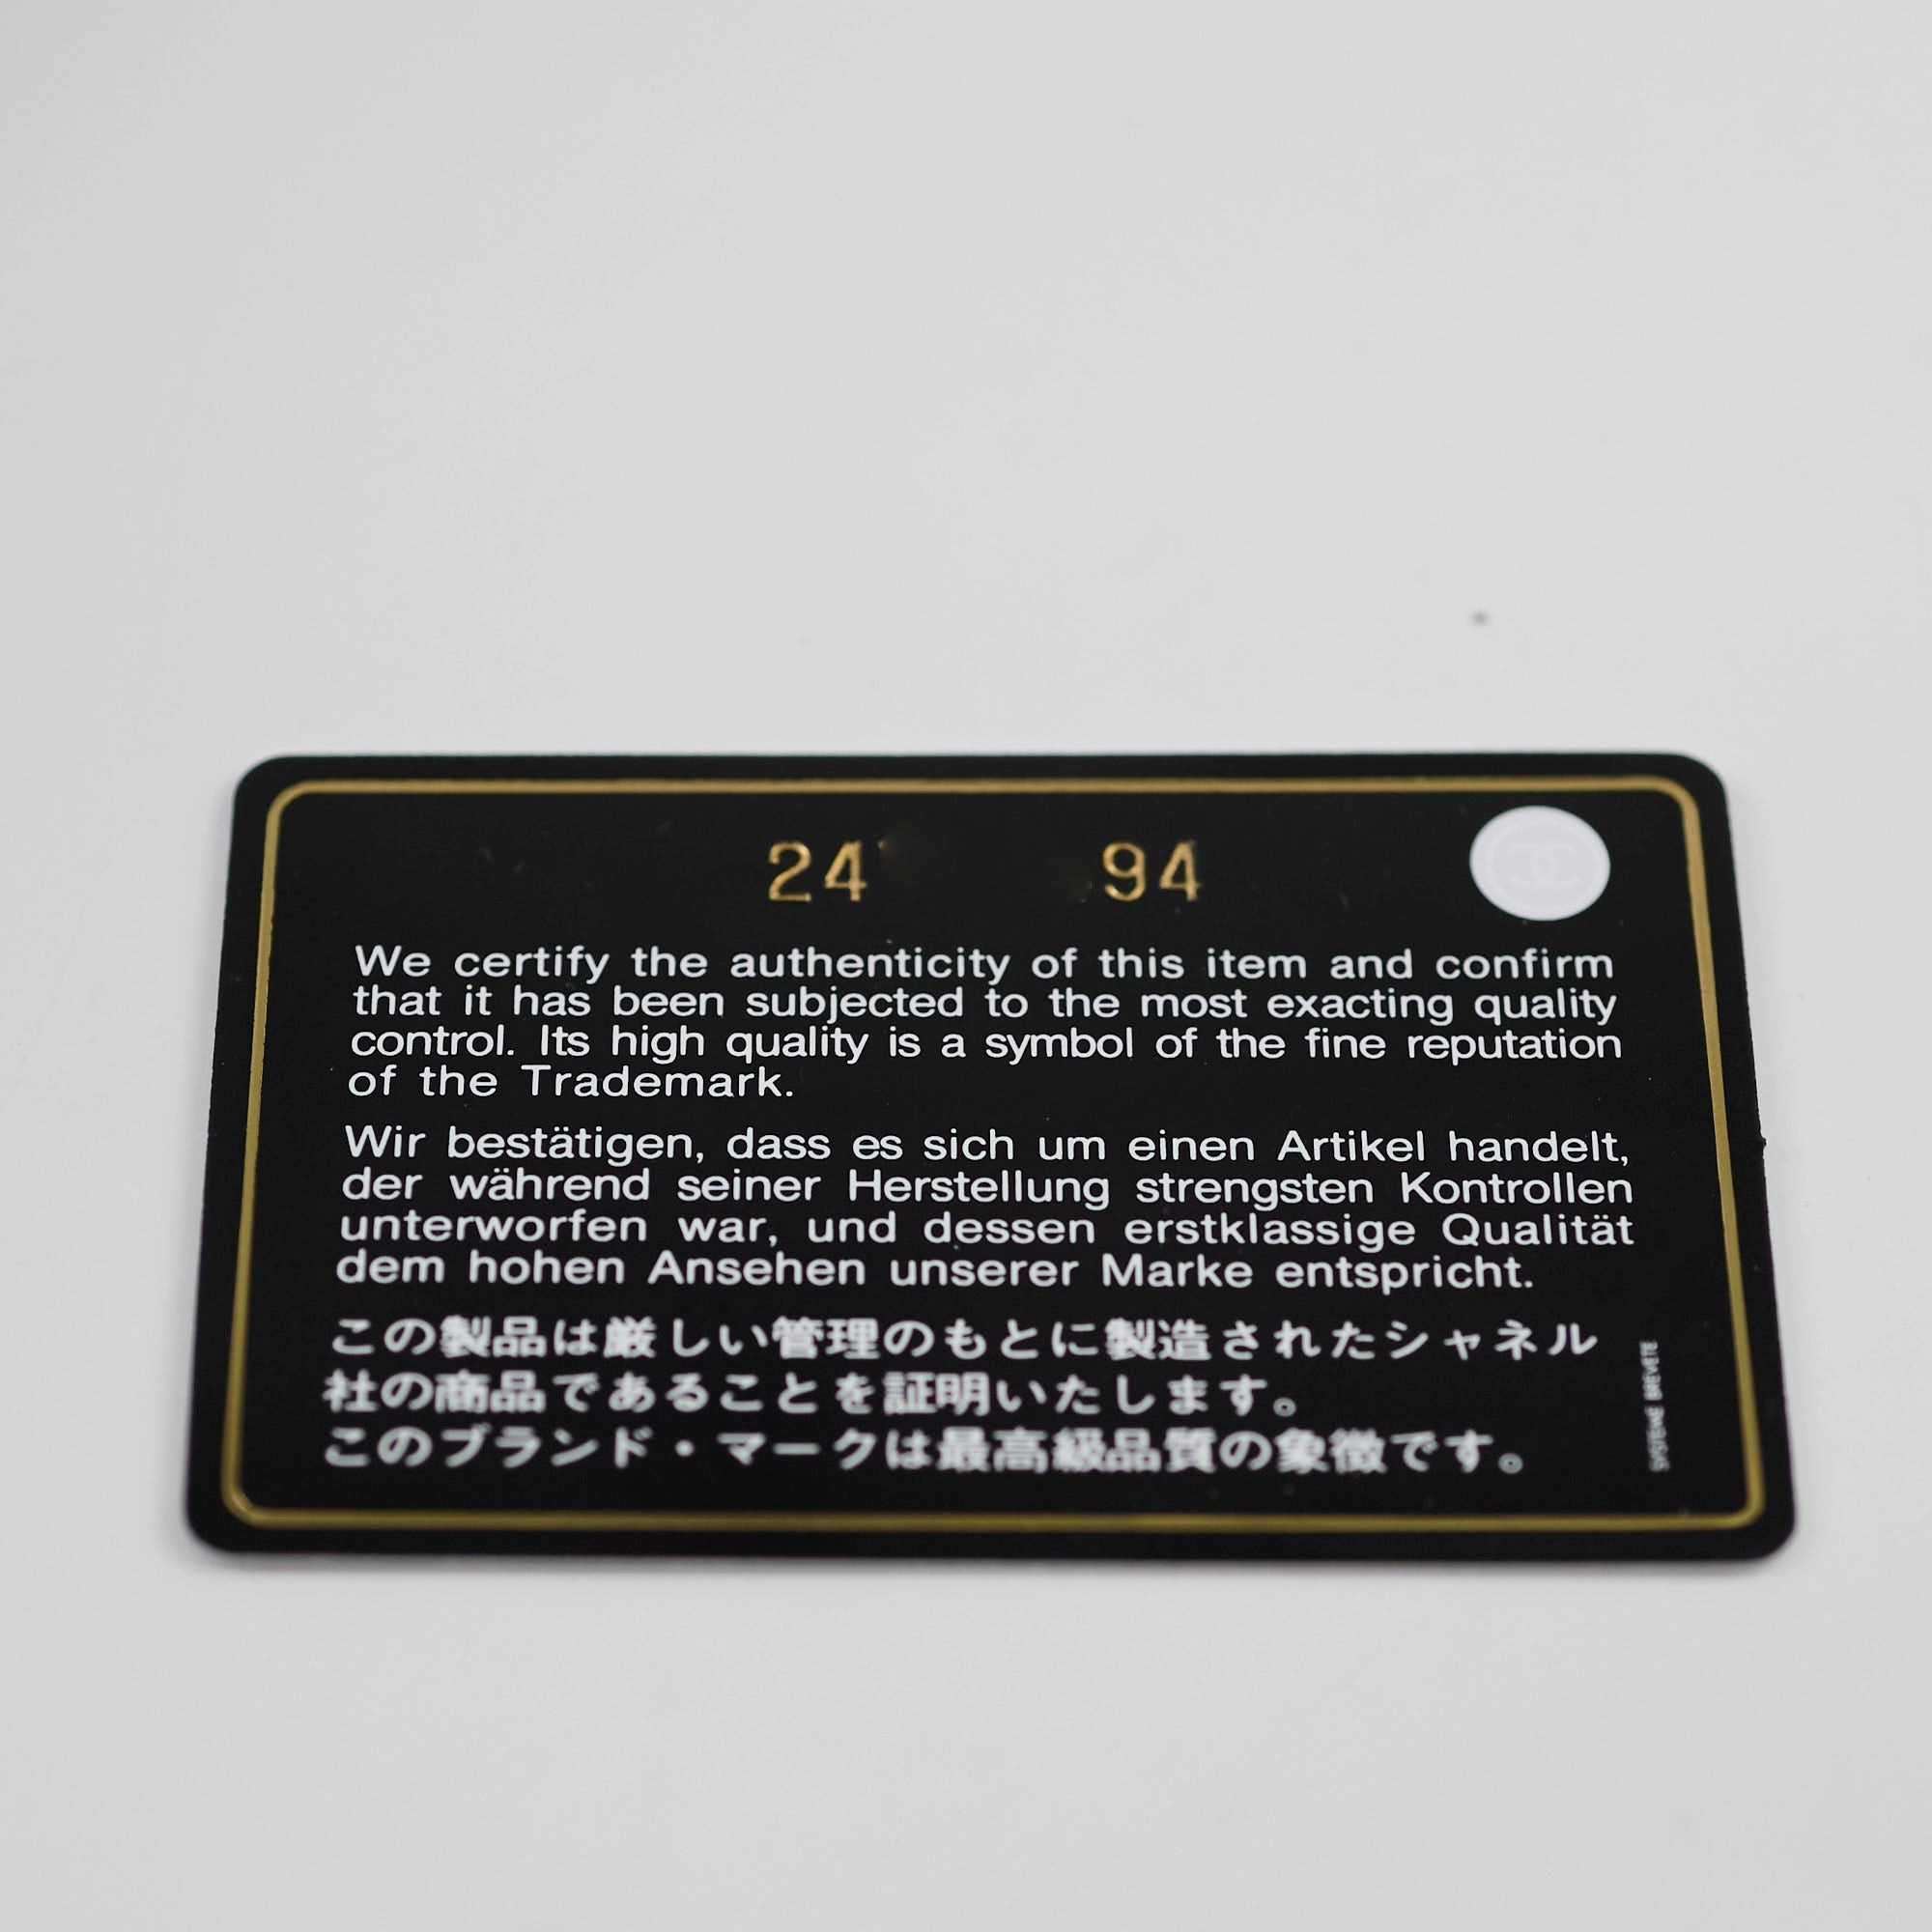 24 94
We certify the authenticity of this item and confirm
that it has been subjected to the most exacting quality
control. Its high quality is a symbol of the fine reputation
of the Trademark.
Wir bestätigen, dass es sich um einen Artikel handelt,
der während seiner Herstellung strengsten Kontrollen
unterworfen war, und dessen erstklassige Qualität
dem hohen Ansehen unserer Marke entspricht.
この製品は厳しい管理のもとに製造されたシャネル
社の商品であることを証明いたします。
このブランド・マークは最高級品質の象徴です。
SYSTEME BREVETE